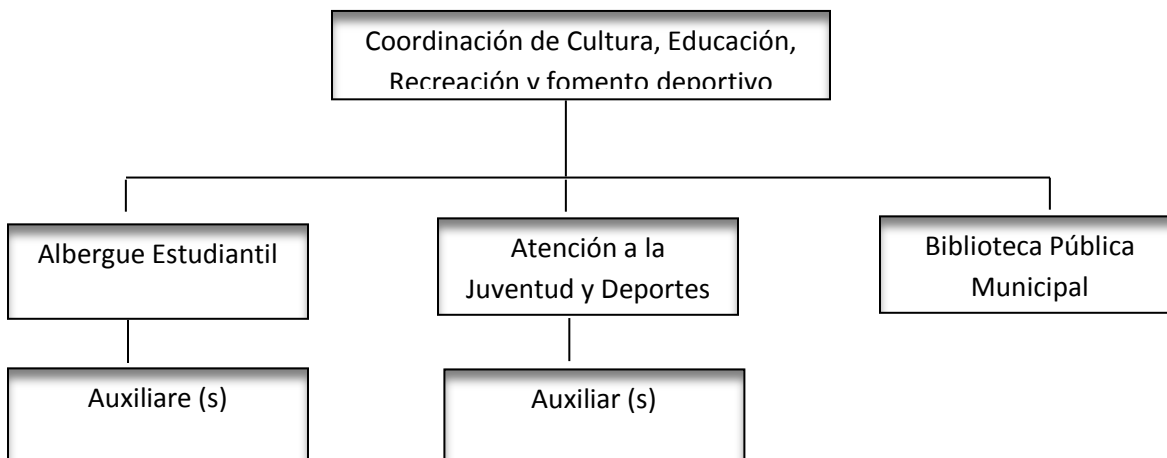 Coordinación de Cultura, Educación,
Recreación y fomento deportivo
Albergue Estudiantil
Atención a la
Juventud y Deportes
Biblioteca Pública
Municipal
Auxiliare (s)
Auxiliar (s)